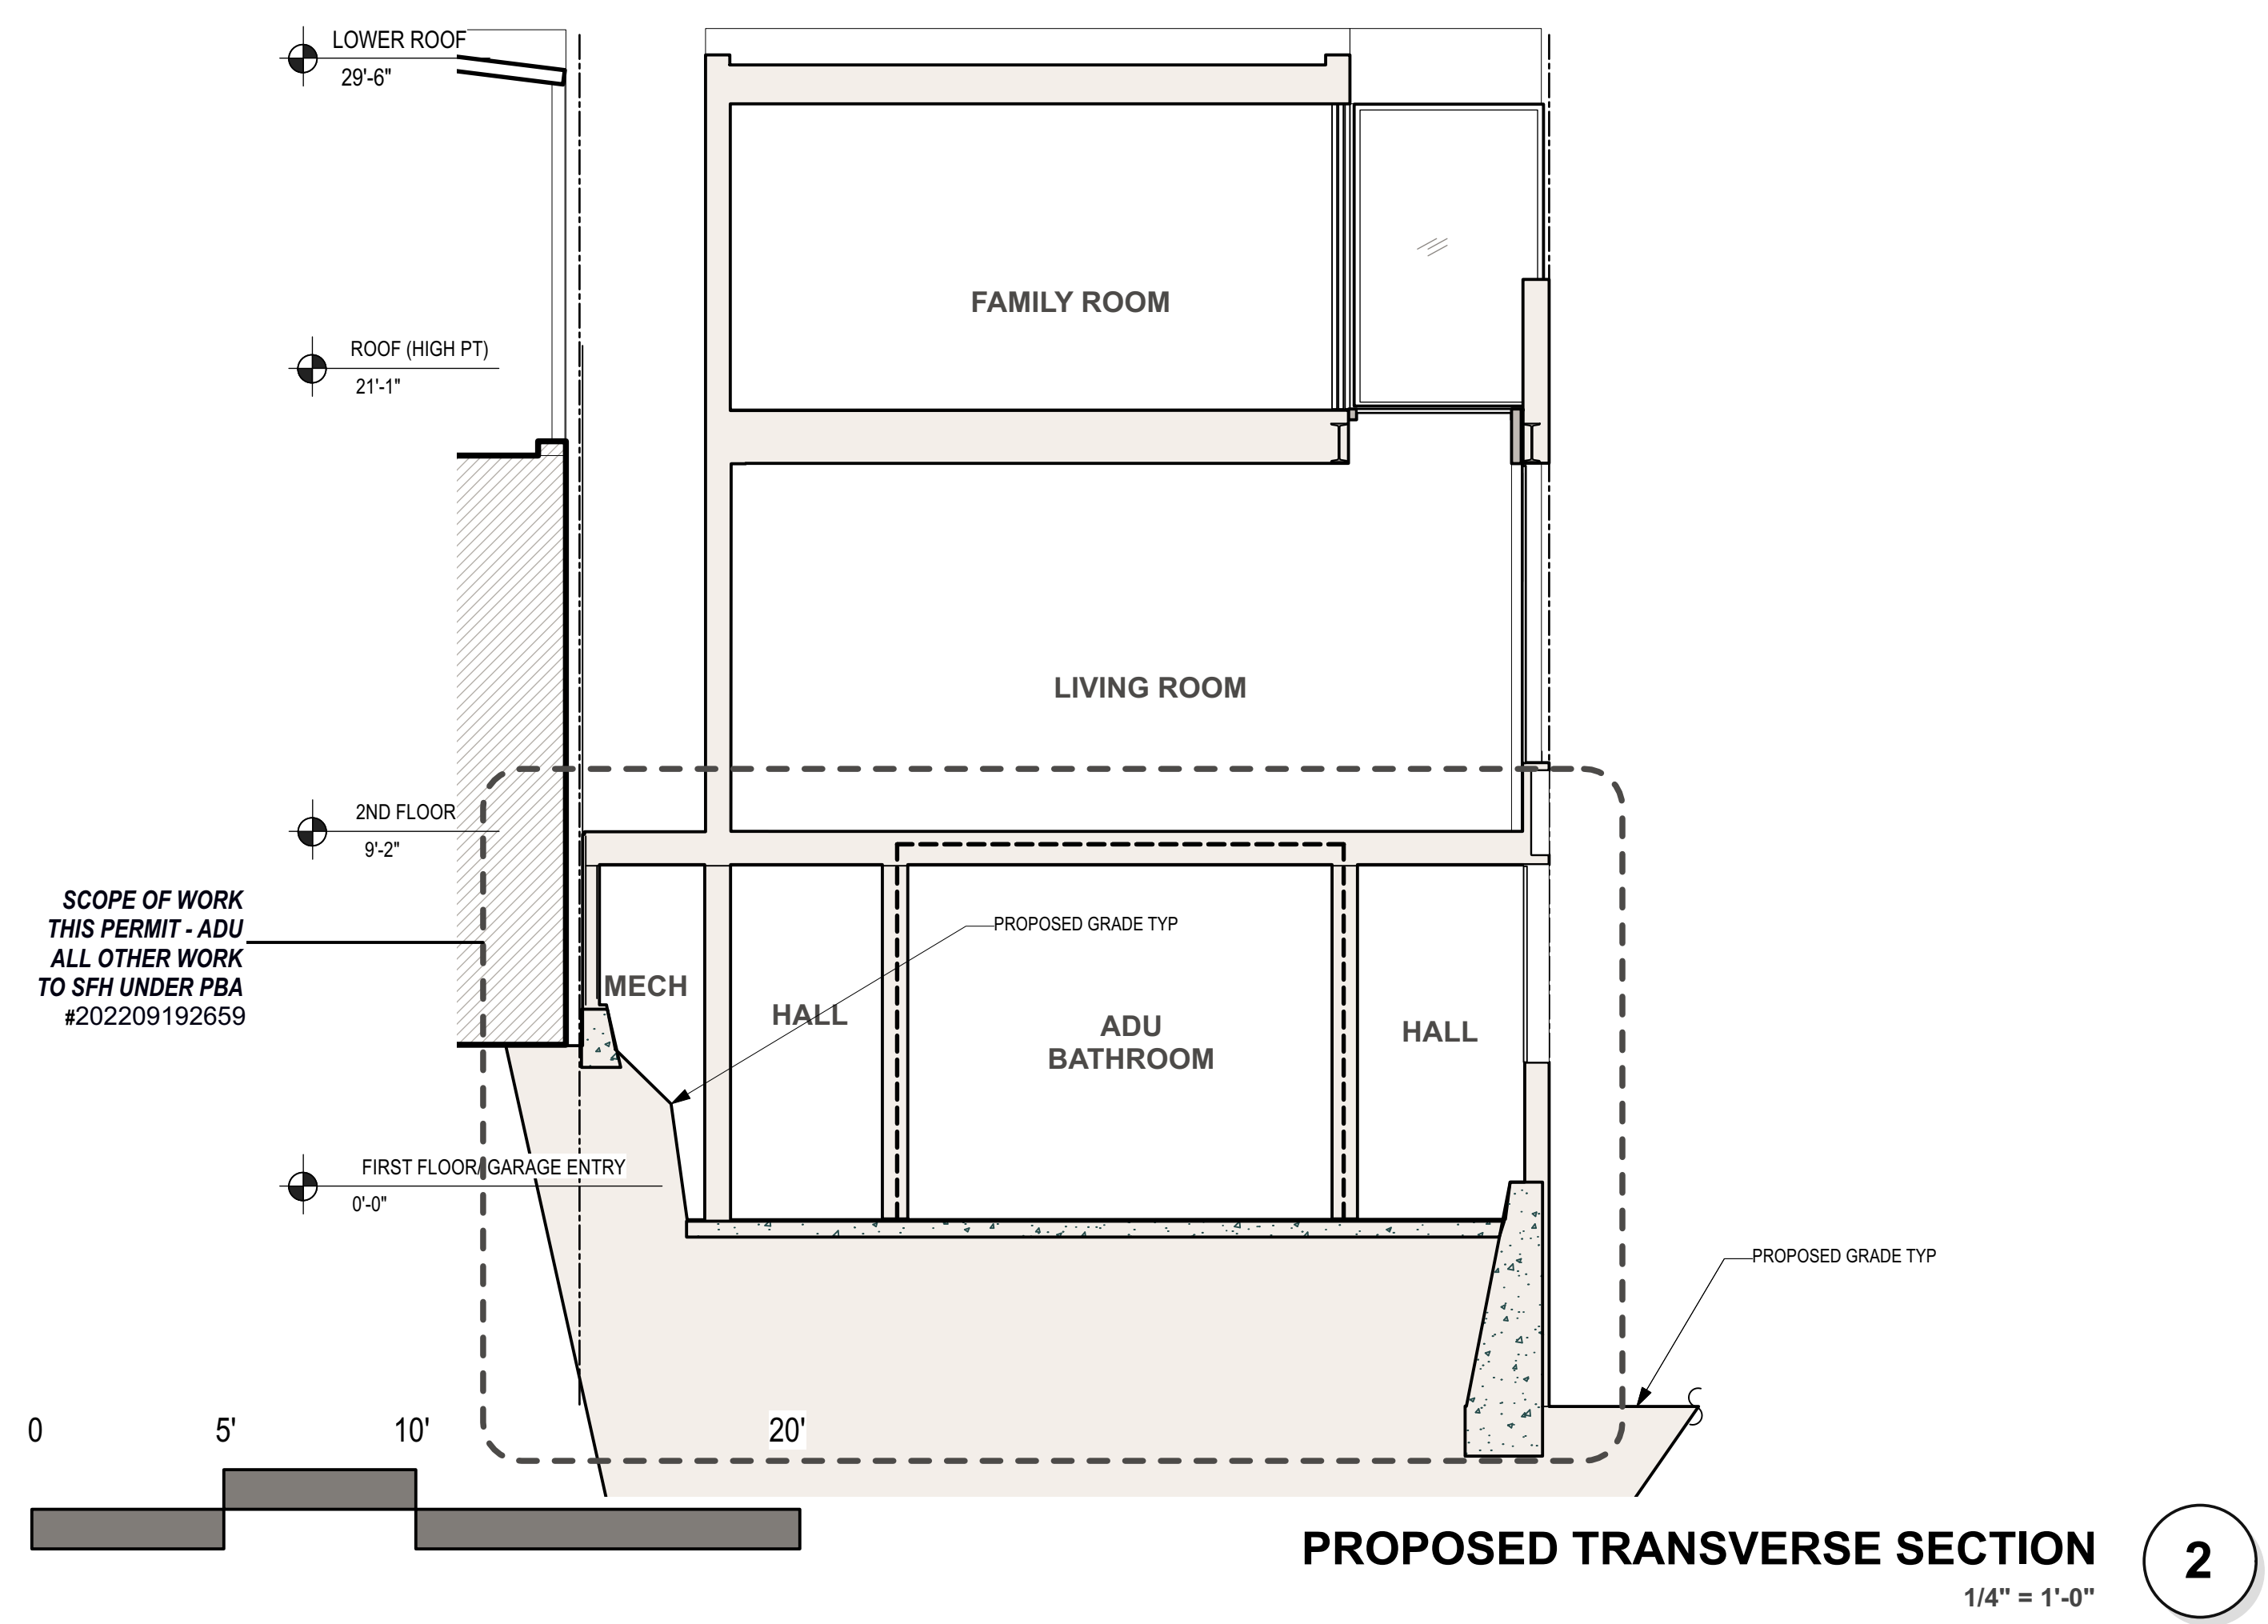 LOWER ROOF
29'-6"
FAMILY ROOM
ROOF (HIGH PT)
21'-1"
LIVING ROOM
2ND FLOOR
9'-2"
SCOPE OF WORK
THIS PERMIT - ADU
ALL OTHER WORK
TO SFH UNDER PBA
#202209192659
PROPOSED GRADE TYP
MECH
HALL
ADU
BATHROOM
HALL
FIRST FLOOR/ GARAGE ENTRY
0'-0"
PROPOSED GRADE TYP
0 5' 10' 20'
PROPOSED TRANSVERSE SECTION
1/4" = 1'-0"
2